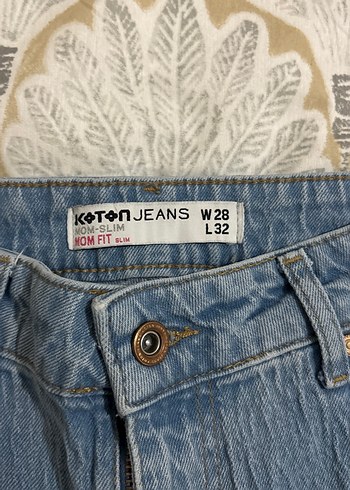 KOTON JEANS W28
MOM-SLIM L32
MOM FIT SLIM